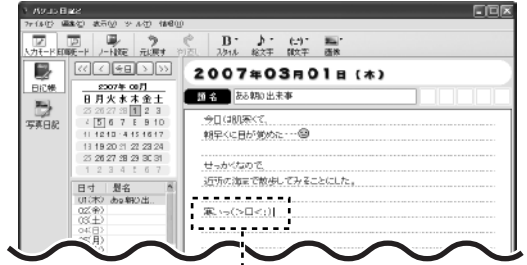 パソコン日記
ファイル(F) 編集(E) 表示(V) ツール(T) 情報(I)
入力モード 印刷モード ノート設定 元に戻す やり直し スタイル 絵文字 顔文字 画像
<< < 今日 > >>
2007年 03月
日 月 火 水 木 金 土
25 26 27 28 1 2 3
4 5 6 7 8 9 10
11 12 13 14 15 16 17
18 19 20 21 22 23 24
25 26 27 28 29 30 31
1 2 3 4 5 6 7
日記帳
写真日記
日付 題名
01(木) ある朝の出...
02(金)
03(土)
04(日)
05(月)
2007年03月01日（木）
題名 ある朝の出来事
今日は肌寒くて、
朝早くに目が覚めた…
せっかくなので、
近所の海まで散歩してみることにした。
寒いっ(>ロ<;)